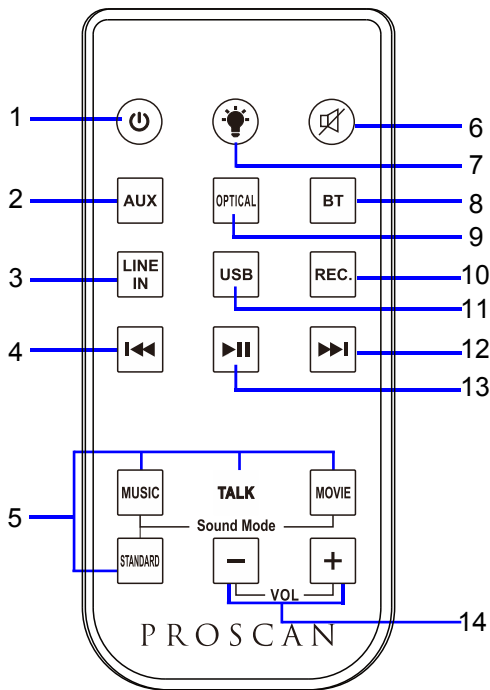 1
6
7
2
AUX
OPTICAL
BT
8
9
3
LINE
IN
USB
REC.
10
11
4
12
13
5
MUSIC
TALK
MOVIE
Sound Mode
STANDARD
−
+
VOL
14
PROSCAN